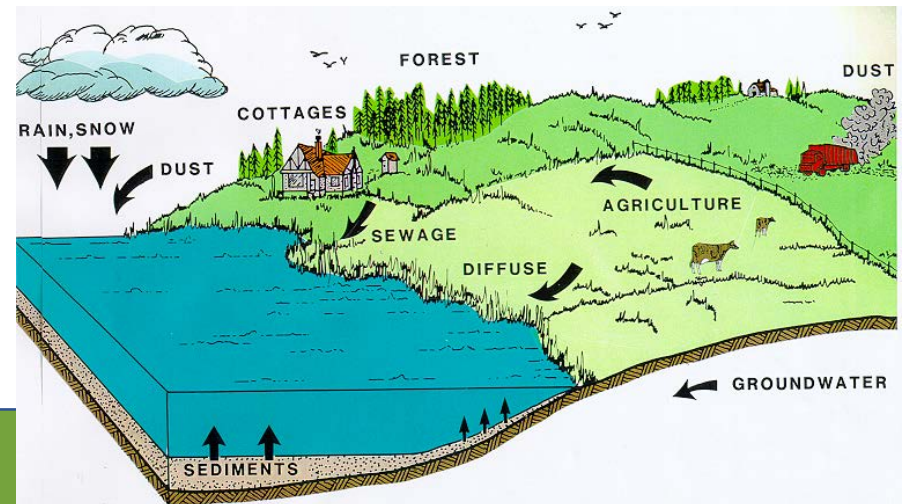 FOREST
DUST
COTTAGES
RAIN, SNOW
DUST
AGRICULTURE
SEWAGE
DIFFUSE
GROUNDWATER
SEDIMENTS